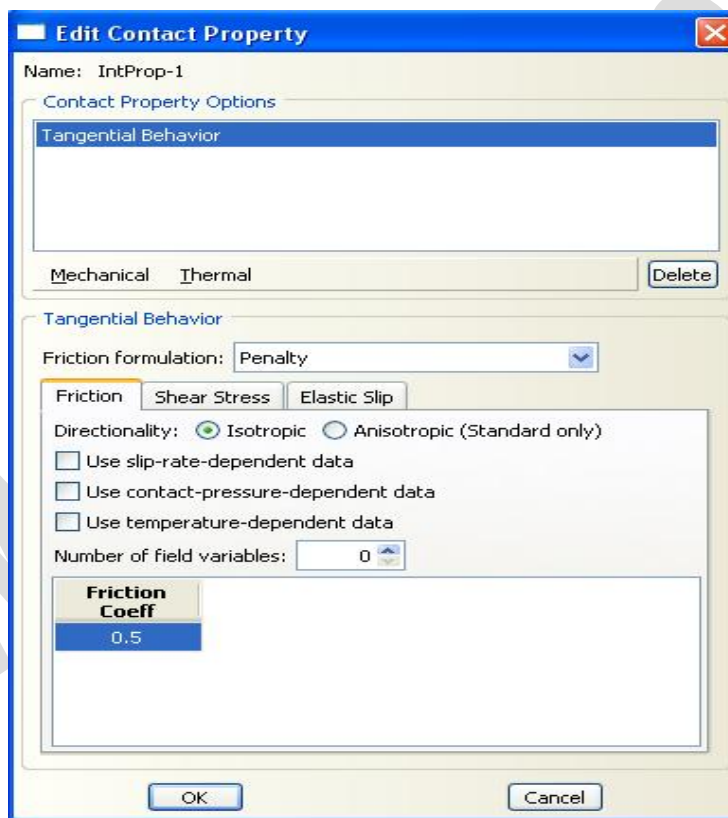 Edit Contact Property
Name: IntProp-1
Contact Property Options
Tangential Behavior
Mechanical Thermal Delete
Tangential Behavior
Friction formulation: Penalty
Friction Shear Stress Elastic Slip
Directionality: Isotropic Anisotropic (Standard only)
Use slip-rate-dependent data
Use contact-pressure-dependent data
Use temperature-dependent data
Number of field variables: 0
Friction
Coeff
0.5
OK Cancel